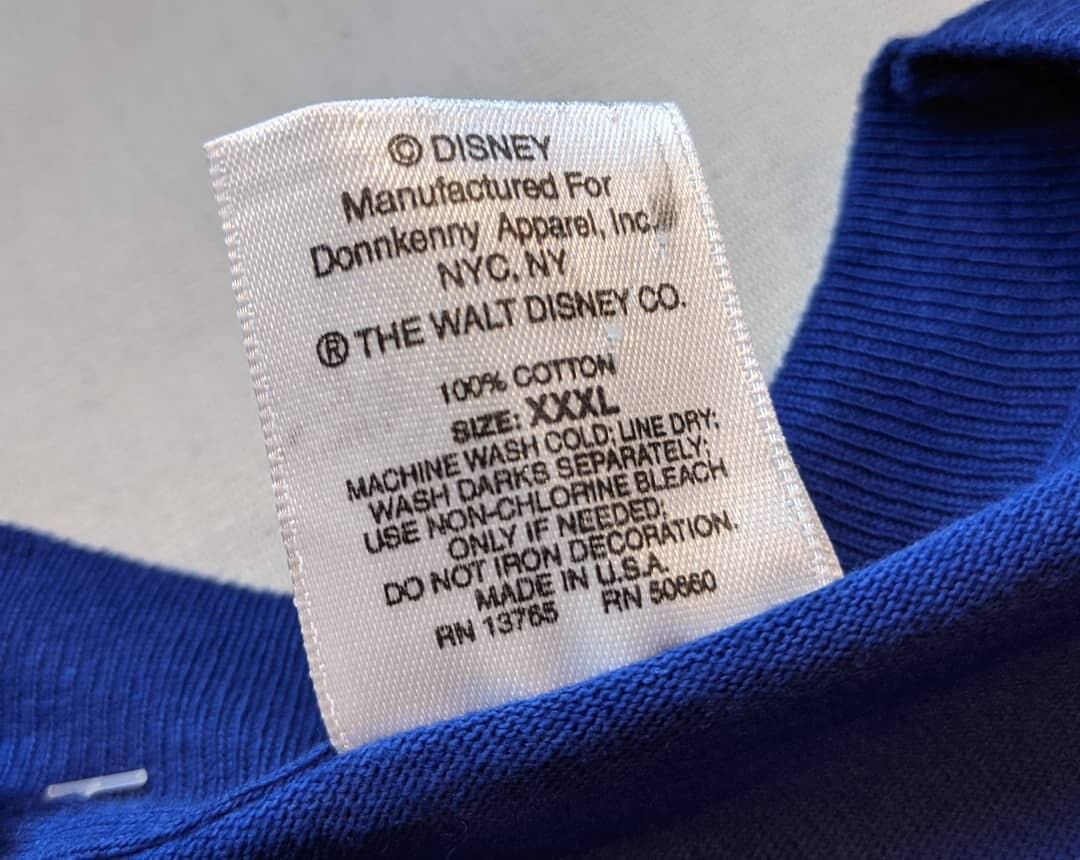 © DISNEY
Manufactured For
Donnkenny Apparel, Inc.
NYC, NY
® THE WALT DISNEY CO.
100% COTTON
SIZE: XXXL
MACHINE WASH COLD; LINE DRY;
WASH DARKS SEPARATELY;
USE NON-CHLORINE BLEACH
ONLY IF NEEDED;
DO NOT IRON DECORATION.
MADE IN U.S.A.
RN 13765 RN 50660